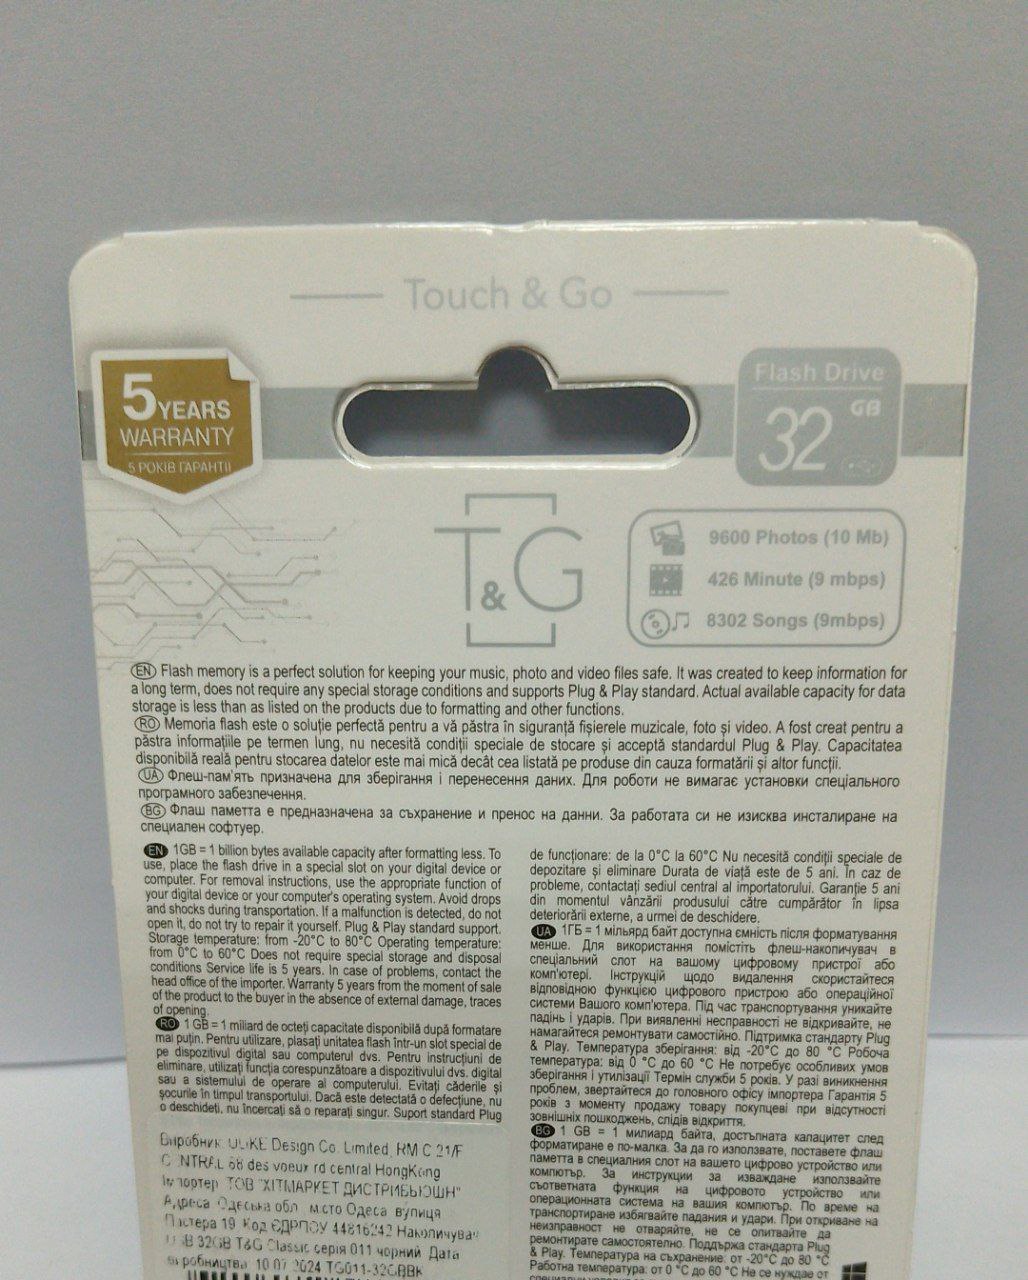 Touch & Go
5 YEARS
WARRANTY
5 РОКІВ ГАРАНТІЇ
Flash Drive
32 GB
T&G
9600 Photos (10 Mb)
426 Minute (9 mbps)
8302 Songs (9mbps)
EN Flash memory is a perfect solution for keeping your music, photo and video files safe. It was created to keep information for
a long term, does not require any special storage conditions and supports Plug & Play standard. Actual available capacity for data
storage is less than as listed on the products due to formatting and other functions.
RO Memoria flash este o soluție perfectă pentru a vă păstra în siguranță fișierele muzicale, foto și video. A fost creat pentru a
păstra informațiile pe termen lung, nu necesită condiții speciale de stocare și acceptă standardul Plug & Play. Capacitatea
disponibilă reală pentru stocarea datelor este mai mică decât cea listată pe produse din cauza formatării și altor funcții.
UA Флеш-пам'ять призначена для зберігання і перенесення даних. Для роботи не вимагає установки спеціального
програмного забезпечення.
BG Флаш паметта е предназначена за съхранение и пренос на данни. За работата си не изисква инсталиране на
специален софтуер.
EN 1GB = 1 billion bytes available capacity after formatting less. To
use, place the flash drive in a special slot on your digital device or
computer. For removal instructions, use the appropriate function of
your digital device or your computer's operating system. Avoid drops
and shocks during transportation. If a malfunction is detected, do not
open it, do not try to repair it yourself. Plug & Play standard support.
Storage temperature: from -20°C to 80°C Operating temperature:
from 0°C to 60°C Does not require special storage and disposal
conditions Service life is 5 years. In case of problems, contact the
head office of the importer. Warranty 5 years from the moment of sale
of the product to the buyer in the absence of external damage, traces
of opening.
RO 1 GB = 1 miliard de octeți capacitate disponibilă după formatare
mai puțin. Pentru utilizare, plasați unitatea flash într-un slot special de
pe dispozitivul digital sau computerul dvs. Pentru instrucțiuni de
eliminare, utilizați funcția corespunzătoare a dispozitivului dvs. digital
sau a sistemului de operare al computerului. Evitați căderile și
șocurile în timpul transportului. Dacă este detectată o defecțiune, nu
o deschideți, nu încercați să o reparați singur. Suport standard Plug
de funcționare: de la 0°C la 60°C Nu necesită condiții speciale de
depozitare și eliminare Durata de viață este de 5 ani. În caz de
probleme, contactați sediul central al importatorului. Garanție 5 ani
din momentul vânzării produsului către cumpărător în lipsa
deteriorării externe, a urmei de deschidere.
UA 1ГБ = 1 мільярд байт доступна ємність після форматування
менше. Для використання помістіть флеш-накопичувач в
спеціальний слот на вашому цифровому пристрої або
комп'ютері. Інструкцій щодо видалення скористайтеся
відповідною функцією цифрового пристрою або операційної
системи Вашого комп'ютера. Під час транспортування уникайте
падінь і ударів. При виявленні несправності не відкривайте, не
намагайтеся ремонтувати самостійно. Підтримка стандарту Plug
& Play. Температура зберігання: від -20°C до 80 °C Робоча
температура: від 0 °C до 60 °C Не потребує особливих умов
зберігання і утилізації Термін служби 5 років. У разі виникнення
проблем, звертайтеся до головного офісу імпортера Гарантія 5
років з моменту продажу товару покупцеві при відсутності
зовнішніх пошкоджень, слідів відкриття.
BG 1 GB = 1 милиард байта, достъпната капацитет след
форматиране е по-малка. За да го използвате, поставете флаш
паметта в специалния слот на вашето цифрово устройство или
компютър. За инструкции за изваждане използвайте
съответната функция на цифровото устройство или
операционната система на вашия компютър. По време на
транспортиране избягвайте падания и удари. При откриване на
неизправност не отваряйте, не се опитвайте да
ремонтирате самостоятелно. Поддържа стандарта Plug
& Play. Температура на съхранение: от -20°C до 80 °C
Работна температура: от 0 °C до 60 °C Не се нуждае от
Виробник Design Co. Limited, RM C 21/F
CENTRAL 68 des voeux rd central HongKong
Імпортер ТОВ "ХІТМАРКЕТ ДИСТРИБЬЮШН"
Адреса Одеська обл місто Одеса вулиця
Пастера 19 Код ЄДРПОУ 44816242 Накопичувач
USB 32GB T&G Classic серія 011 чорний Дата
виробництва 10.07.2024 TG011-32GBBK